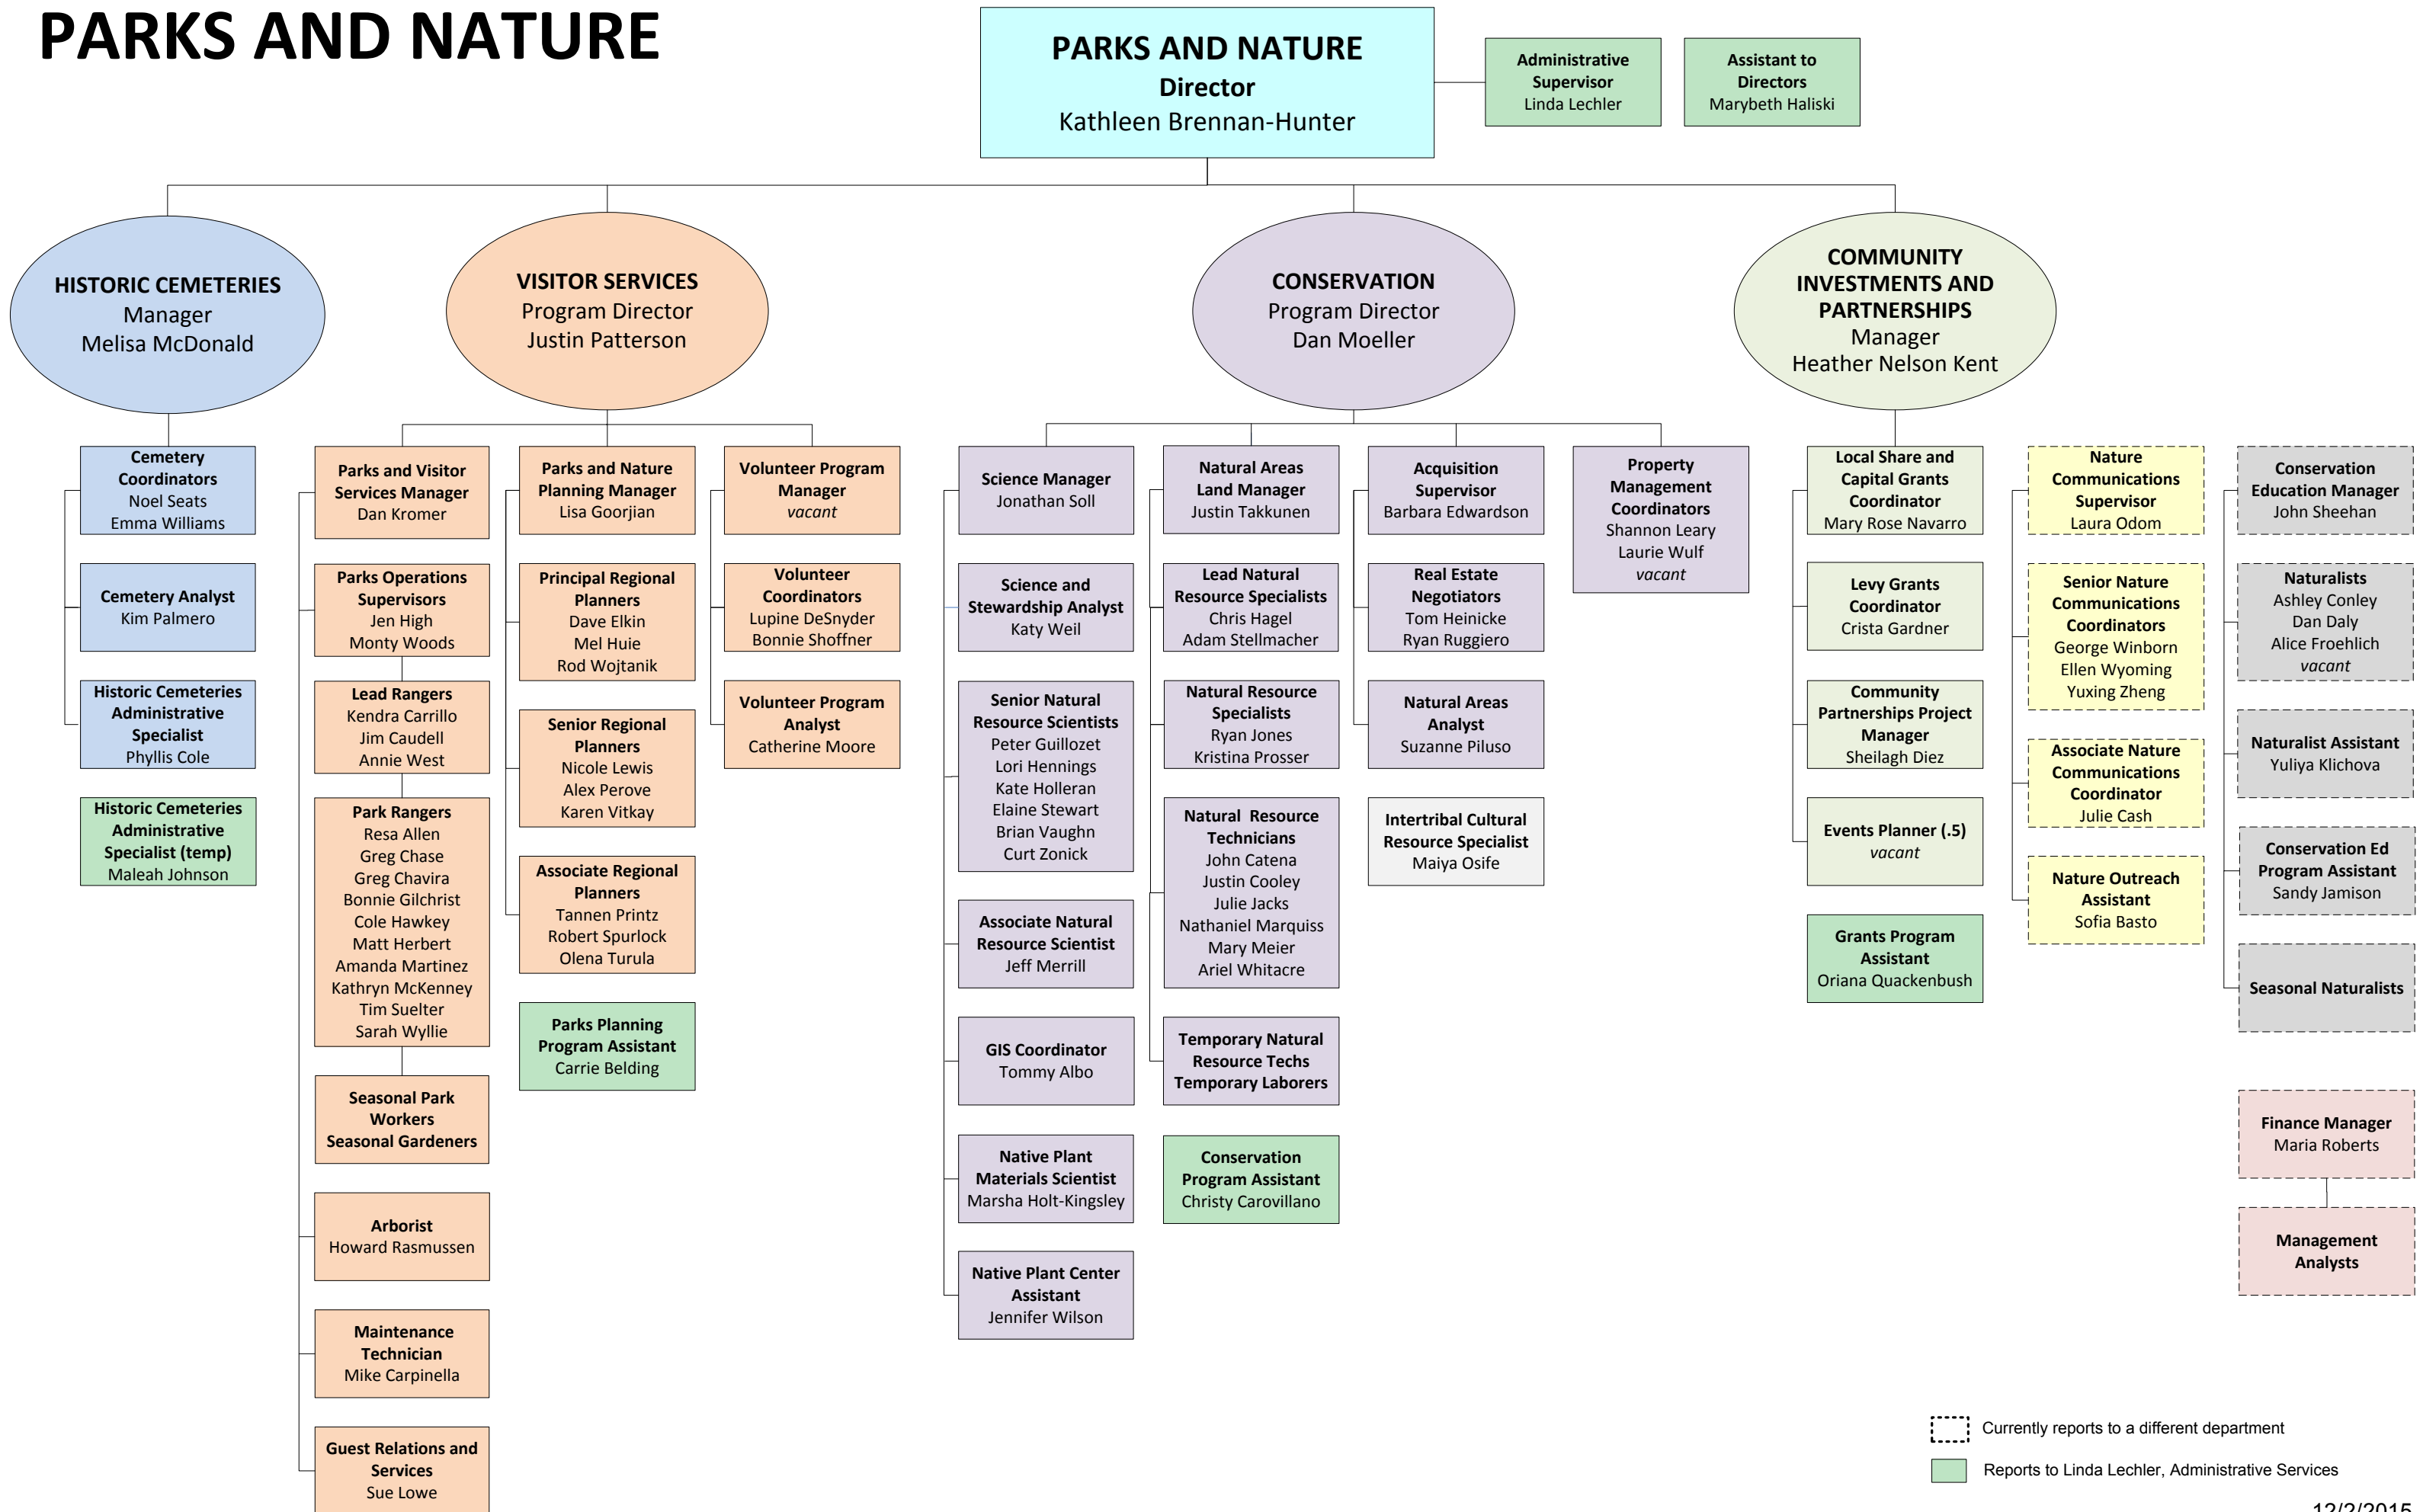 PARKS AND NATURE
PARKS AND NATURE
Director
Kathleen Brennan-Hunter
Administrative
Supervisor
Linda Lechler
Assistant to
Directors
Marybeth Haliski
HISTORIC CEMETERIES
Manager
Melisa McDonald
VISITOR SERVICES
Program Director
Justin Patterson
CONSERVATION
Program Director
Dan Moeller
COMMUNITY
INVESTMENTS AND
PARTNERSHIPS
Manager
Heather Nelson Kent
Cemetery
Coordinators
Noel Seats
Emma Williams
Cemetery Analyst
Kim Palmero
Historic Cemeteries
Administrative
Specialist
Phyllis Cole
Historic Cemeteries
Administrative
Specialist (temp)
Maleah Johnson
Parks and Visitor
Services Manager
Dan Kromer
Parks Operations
Supervisors
Jen High
Monty Woods
Lead Rangers
Kendra Carrillo
Jim Caudell
Annie West
Park Rangers
Resa Allen
Greg Chase
Greg Chavira
Bonnie Gilchrist
Cole Hawkey
Matt Herbert
Amanda Martinez
Kathryn McKenney
Tim Suelter
Sarah Wyllie
Seasonal Park
Workers
Seasonal Gardeners
Arborist
Howard Rasmussen
Maintenance
Technician
Mike Carpinella
Guest Relations and
Services
Sue Lowe
Parks and Nature
Planning Manager
Lisa Goorjian
Principal Regional
Planners
Dave Elkin
Mel Huie
Rod Wojtanik
Senior Regional
Planners
Nicole Lewis
Alex Perove
Karen Vitkay
Associate Regional
Planners
Tannen Printz
Robert Spurlock
Olena Turula
Parks Planning
Program Assistant
Carrie Belding
Volunteer Program
Manager
vacant
Volunteer
Coordinators
Lupine DeSnyder
Bonnie Shoffner
Volunteer Program
Analyst
Catherine Moore
Science Manager
Jonathan Soll
Science and
Stewardship Analyst
Katy Weil
Senior Natural
Resource Scientists
Peter Guillozet
Lori Hennings
Kate Holleran
Elaine Stewart
Brian Vaughn
Curt Zonick
Associate Natural
Resource Scientist
Jeff Merrill
GIS Coordinator
Tommy Albo
Native Plant
Materials Scientist
Marsha Holt-Kingsley
Native Plant Center
Assistant
Jennifer Wilson
Natural Areas
Land Manager
Justin Takkunen
Lead Natural
Resource Specialists
Chris Hagel
Adam Stellmacher
Natural Resource
Specialists
Ryan Jones
Kristina Prosser
Natural  Resource
Technicians
John Catena
Justin Cooley
Julie Jacks
Nathaniel Marquiss
Mary Meier
Ariel Whitacre
Temporary Natural
Resource Techs
Temporary Laborers
Conservation
Program Assistant
Christy Carovillano
Acquisition
Supervisor
Barbara Edwardson
Real Estate
Negotiators
Tom Heinicke
Ryan Ruggiero
Natural Areas
Analyst
Suzanne Piluso
Intertribal Cultural
Resource Specialist
Maiya Osife
Property
Management
Coordinators
Shannon Leary
Laurie Wulf
vacant
Local Share and
Capital Grants
Coordinator
Mary Rose Navarro
Levy Grants
Coordinator
Crista Gardner
Community
Partnerships Project
Manager
Sheilagh Diez
Events Planner (.5)
vacant
Grants Program
Assistant
Oriana Quackenbush
Nature
Communications
Supervisor
Laura Odom
Senior Nature
Communications
Coordinators
George Winborn
Ellen Wyoming
Yuxing Zheng
Associate Nature
Communications
Coordinator
Julie Cash
Nature Outreach
Assistant
Sofia Basto
Conservation
Education Manager
John Sheehan
Naturalists
Ashley Conley
Dan Daly
Alice Froehlich
vacant
Naturalist Assistant
Yuliya Klichova
Conservation Ed
Program Assistant
Sandy Jamison
Seasonal Naturalists
Finance Manager
Maria Roberts
Management
Analysts
Currently reports to a different department
Reports to Linda Lechler, Administrative Services
12/2/2015